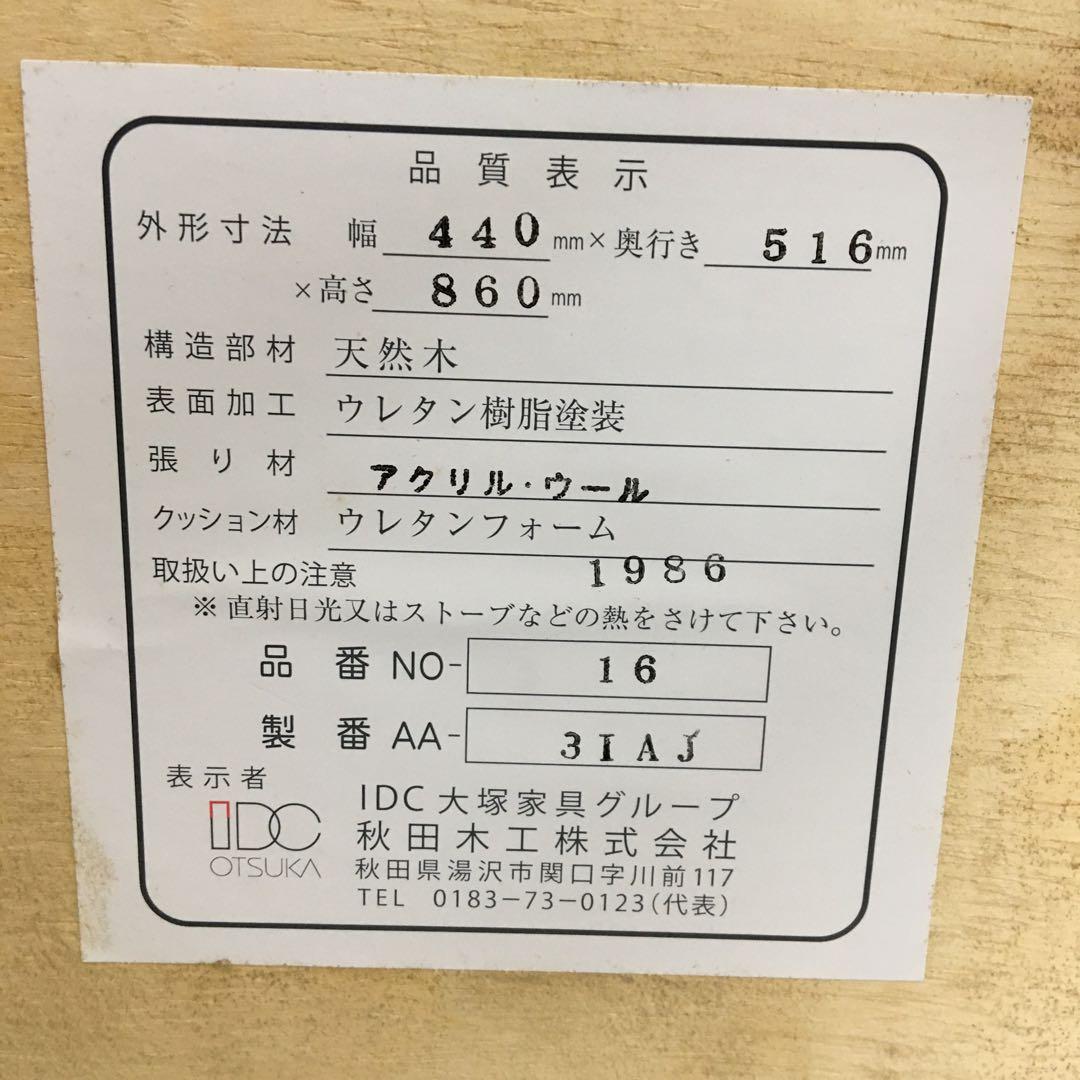 品質表示
外形寸法 幅 440 mm×奥行き 516mm
×高さ 860 mm
構造部材 天然木
表面加工 ウレタン樹脂塗装
張り材 アクリル・ウール
クッション材 ウレタンフォーム
取扱い上の注意 1986
※直射日光又はストーブなどの熱をさけて下さい。
品番 NO- 16
製番 AA- 3IAJ
表示者
IDC
OTSUKA
IDC 大塚家具グループ
秋田木工株式会社
秋田県湯沢市関口字川前117
TEL 0183-73-0123(代表)